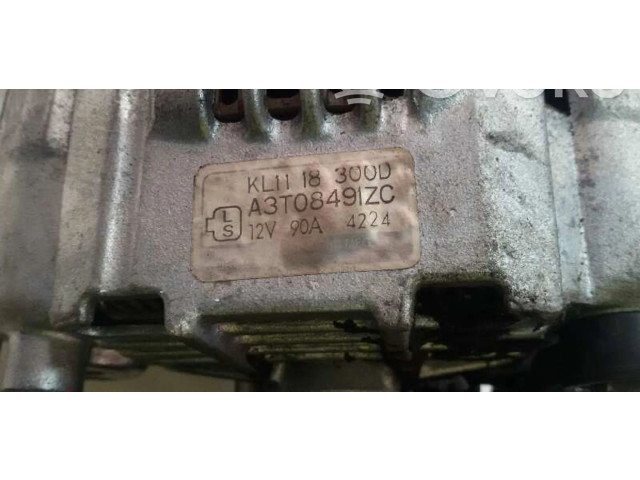 KL11 18 300D
A3T08491ZC
L
S
12V 90A 4224